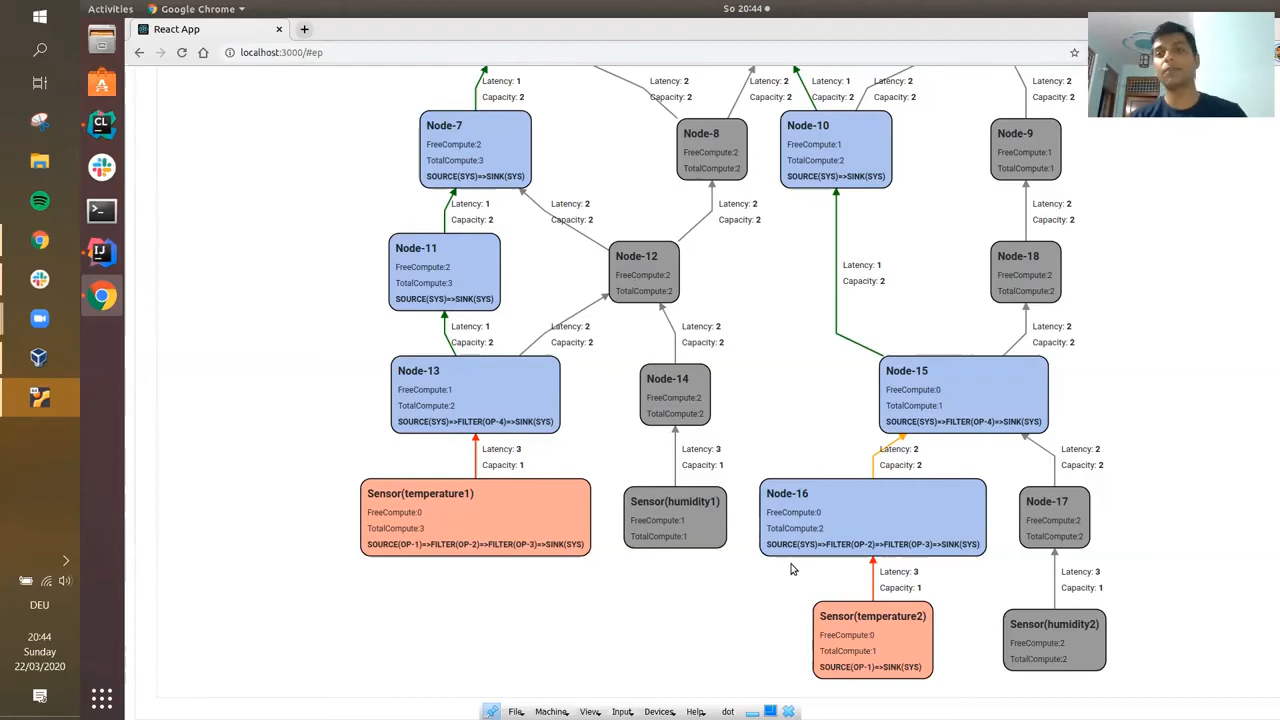 Activities
Google Chrome
So 20:44
React App
localhost:3000/#ep
Latency: 1
Capacity: 2
Latency: 2
Capacity: 2
Latency: 2
Capacity: 2
Latency: 1
Capacity: 2
Latency: 2
Capacity: 2
Latency: 2
Capacity: 2
Node-7
FreeCompute:2
TotalCompute:3
SOURCE(SYS)=>SINK(SYS)
Node-8
FreeCompute:2
TotalCompute:2
Node-10
FreeCompute:1
TotalCompute:2
SOURCE(SYS)=>SINK(SYS)
Node-9
FreeCompute:1
TotalCompute:1
Latency: 1
Capacity: 2
Latency: 2
Capacity: 2
Latency: 2
Capacity: 2
Latency: 2
Capacity: 2
Node-11
FreeCompute:2
TotalCompute:3
SOURCE(SYS)=>SINK(SYS)
Node-12
FreeCompute:2
TotalCompute:2
Latency: 1
Capacity: 2
Node-18
FreeCompute:2
TotalCompute:2
Latency: 1
Capacity: 2
Latency: 2
Capacity: 2
Latency: 2
Capacity: 2
Latency: 2
Capacity: 2
Node-13
FreeCompute:1
TotalCompute:2
SOURCE(SYS)=>FILTER(OP-4)=>SINK(SYS)
Node-14
FreeCompute:2
TotalCompute:2
Node-15
FreeCompute:0
TotalCompute:1
SOURCE(SYS)=>FILTER(OP-4)=>SINK(SYS)
Latency: 3
Capacity: 1
Latency: 3
Capacity: 1
Latency: 2
Capacity: 2
Latency: 2
Capacity: 2
Sensor(temperature1)
FreeCompute:0
TotalCompute:3
SOURCE(OP-1)=>FILTER(OP-2)=>FILTER(OP-3)=>SINK(SYS)
Sensor(humidity1)
FreeCompute:1
TotalCompute:1
Node-16
FreeCompute:0
TotalCompute:2
SOURCE(SYS)=>FILTER(OP-2)=>FILTER(OP-3)=>SINK(SYS)
Node-17
FreeCompute:2
TotalCompute:2
Latency: 3
Capacity: 1
Latency: 3
Capacity: 1
Sensor(temperature2)
FreeCompute:0
TotalCompute:1
SOURCE(OP-1)=>SINK(SYS)
Sensor(humidity2)
FreeCompute:2
TotalCompute:2
CL
IJ
DEU
20:44
Sunday
22/03/2020
File
Machine
View
Input
Devices
Help
dot